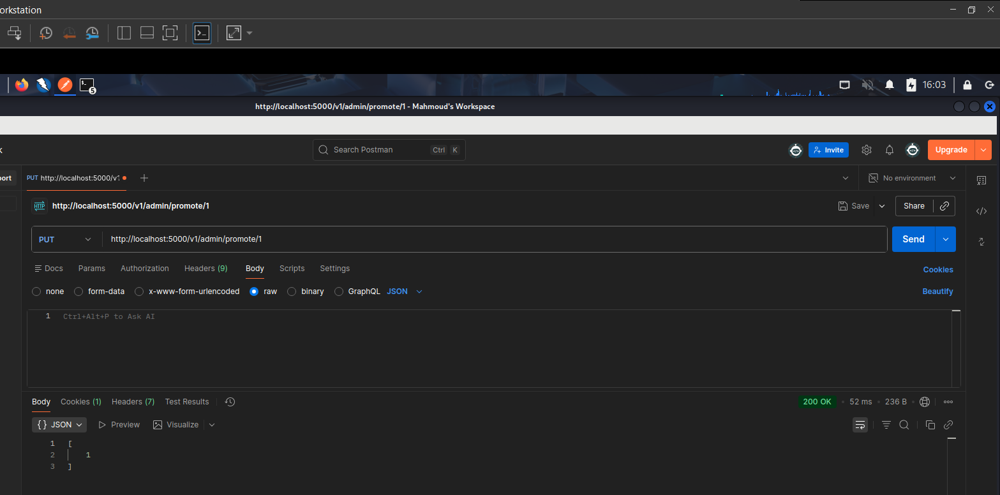 orkstation
5
16:03
http://localhost:5000/v1/admin/promote/1 - Mahmoud's Workspace
k
Search Postman Ctrl K
Invite
Upgrade
ort
PUT http://localhost:5000/v1
No environment
HTTP http://localhost:5000/v1/admin/promote/1
Save
Share
PUT http://localhost:5000/v1/admin/promote/1
Send
Docs Params Authorization Headers (9) Body Scripts Settings
Cookies
none form-data x-www-form-urlencoded raw binary GraphQL JSON
Beautify
1 Ctrl+Alt+P to Ask AI
Body Cookies (1) Headers (7) Test Results
200 OK • 52 ms • 236 B
{} JSON Preview Visualize
1 [
2 1
3 ]